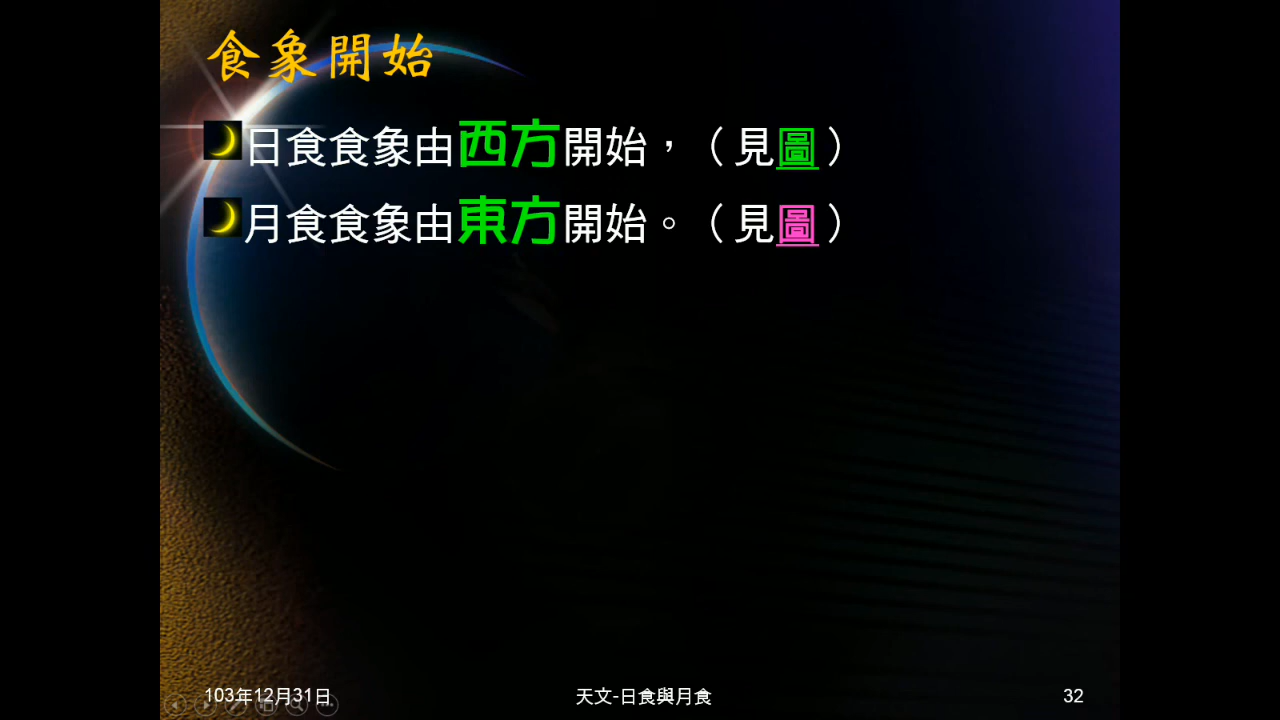 食象開始
日食食象由西方開始，（見圖）
月食食象由東方開始。（見圖）
103年12月31日
天文-日食與月食
32